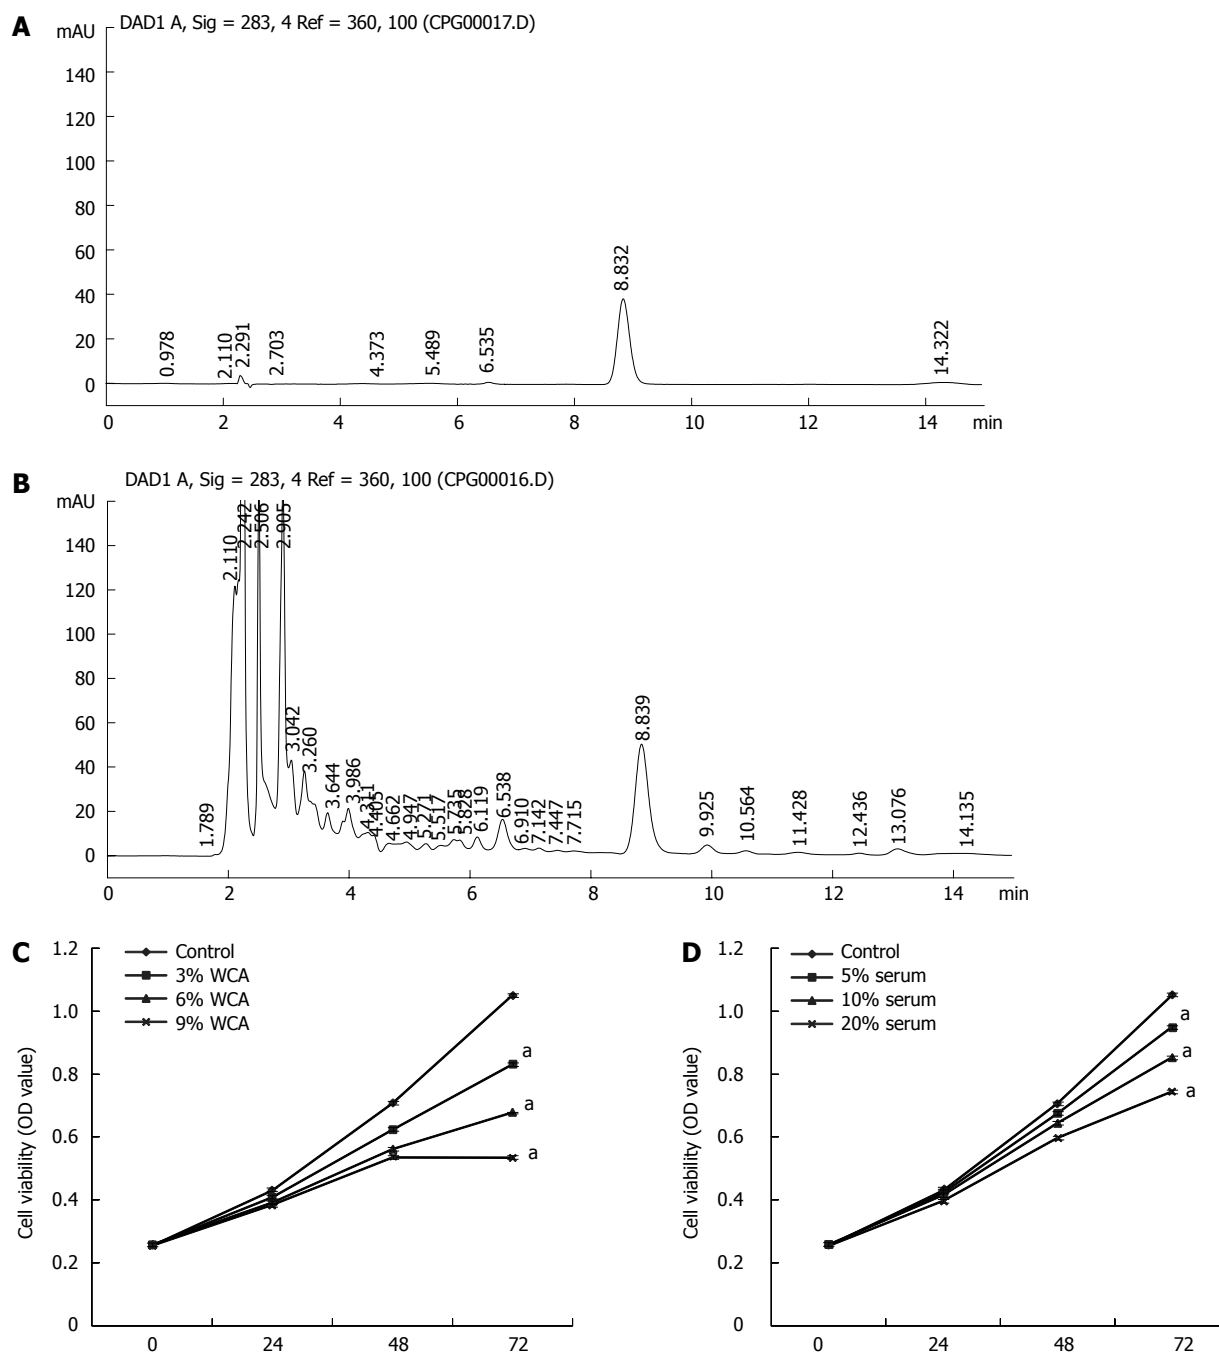 A
DAD1 A, Sig = 283, 4 Ref = 360, 100 (CPG00017.D)
mAU
140
120
100
80
60
40
20
0
0.978
2.110
2.291
2.703
4.373
5.489
6.535
8.832
14.322
0 2 4 6 8 10 12 14 min
B
DAD1 A, Sig = 283, 4 Ref = 360, 100 (CPG00016.D)
mAU
140
120
100
80
60
40
20
0
1.789
2.110
2.242
2.506
2.905
3.042
3.260
3.644
3.986
4.311
4.405
4.662
4.947
5.271
5.517
5.735
5.828
6.119
6.538
6.910
7.142
7.447
7.715
8.839
9.925
10.564
11.428
12.436
13.076
14.135
0 2 4 6 8 10 12 14 min
C
Cell viability (OD value)
1.2
1.0
0.8
0.6
0.4
0.2
0
Control
3% WCA
6% WCA
9% WCA
a
a
a
0 24 48 72
D
Cell viability (OD value)
1.2
1.0
0.8
0.6
0.4
0.2
0
Control
5% serum
10% serum
20% serum
a
a
a
0 24 48 72